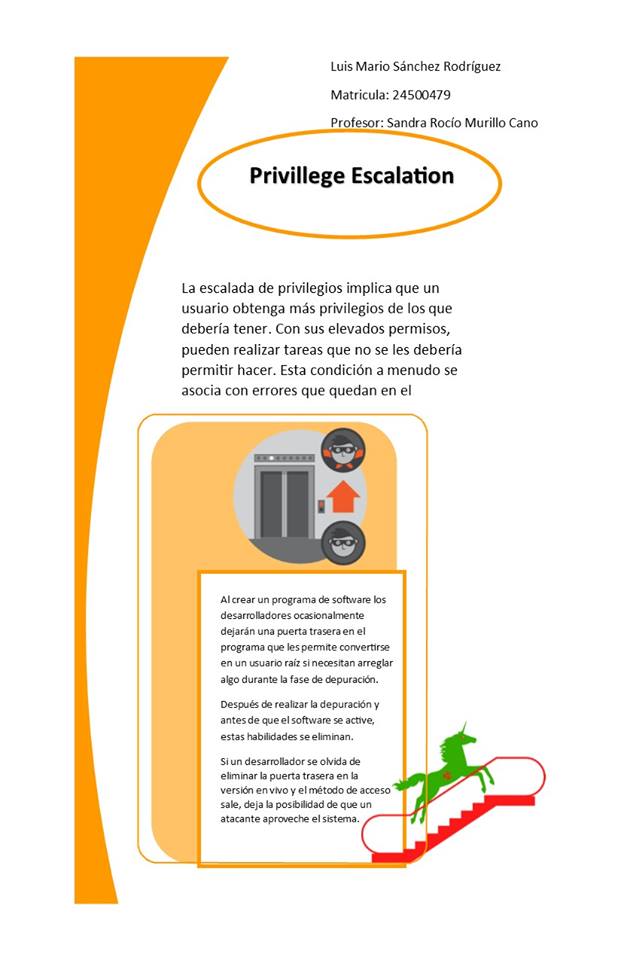 Luis Mario Sánchez Rodríguez
Matricula: 24500479
Profesor: Sandra Rocío Murillo Cano
Privillege Escalation
La escalada de privilegios implica que un
usuario obtenga más privilegios de los que
debería tener. Con sus elevados permisos,
pueden realizar tareas que no se les debería
permitir hacer. Esta condición a menudo se
asocia con errores que quedan en el
Al crear un programa de software los
desarrolladores ocasionalmente
dejarán una puerta trasera en el
programa que les permite convertirse
en un usuario raíz si necesitan arreglar
algo durante la fase de depuración.
Después de realizar la depuración y
antes de que el software se active,
estas habilidades se eliminan.
Si un desarrollador se olvida de
eliminar la puerta trasera en la
versión en vivo y el método de acceso
sale, deja la posibilidad de que un
atacante aproveche el sistema.